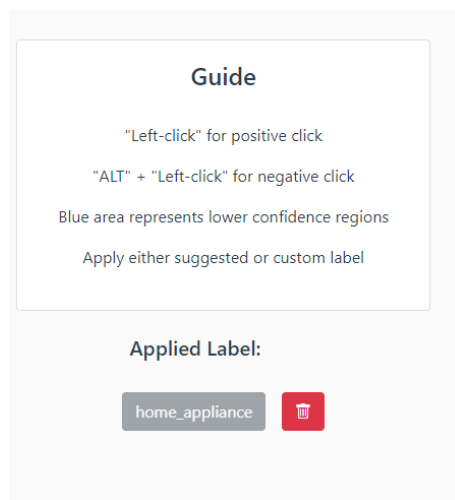 Guide
"Left-click" for positive click
"ALT" + "Left-click" for negative click
Blue area represents lower confidence regions
Apply either suggested or custom label
Applied Label:
home_appliance